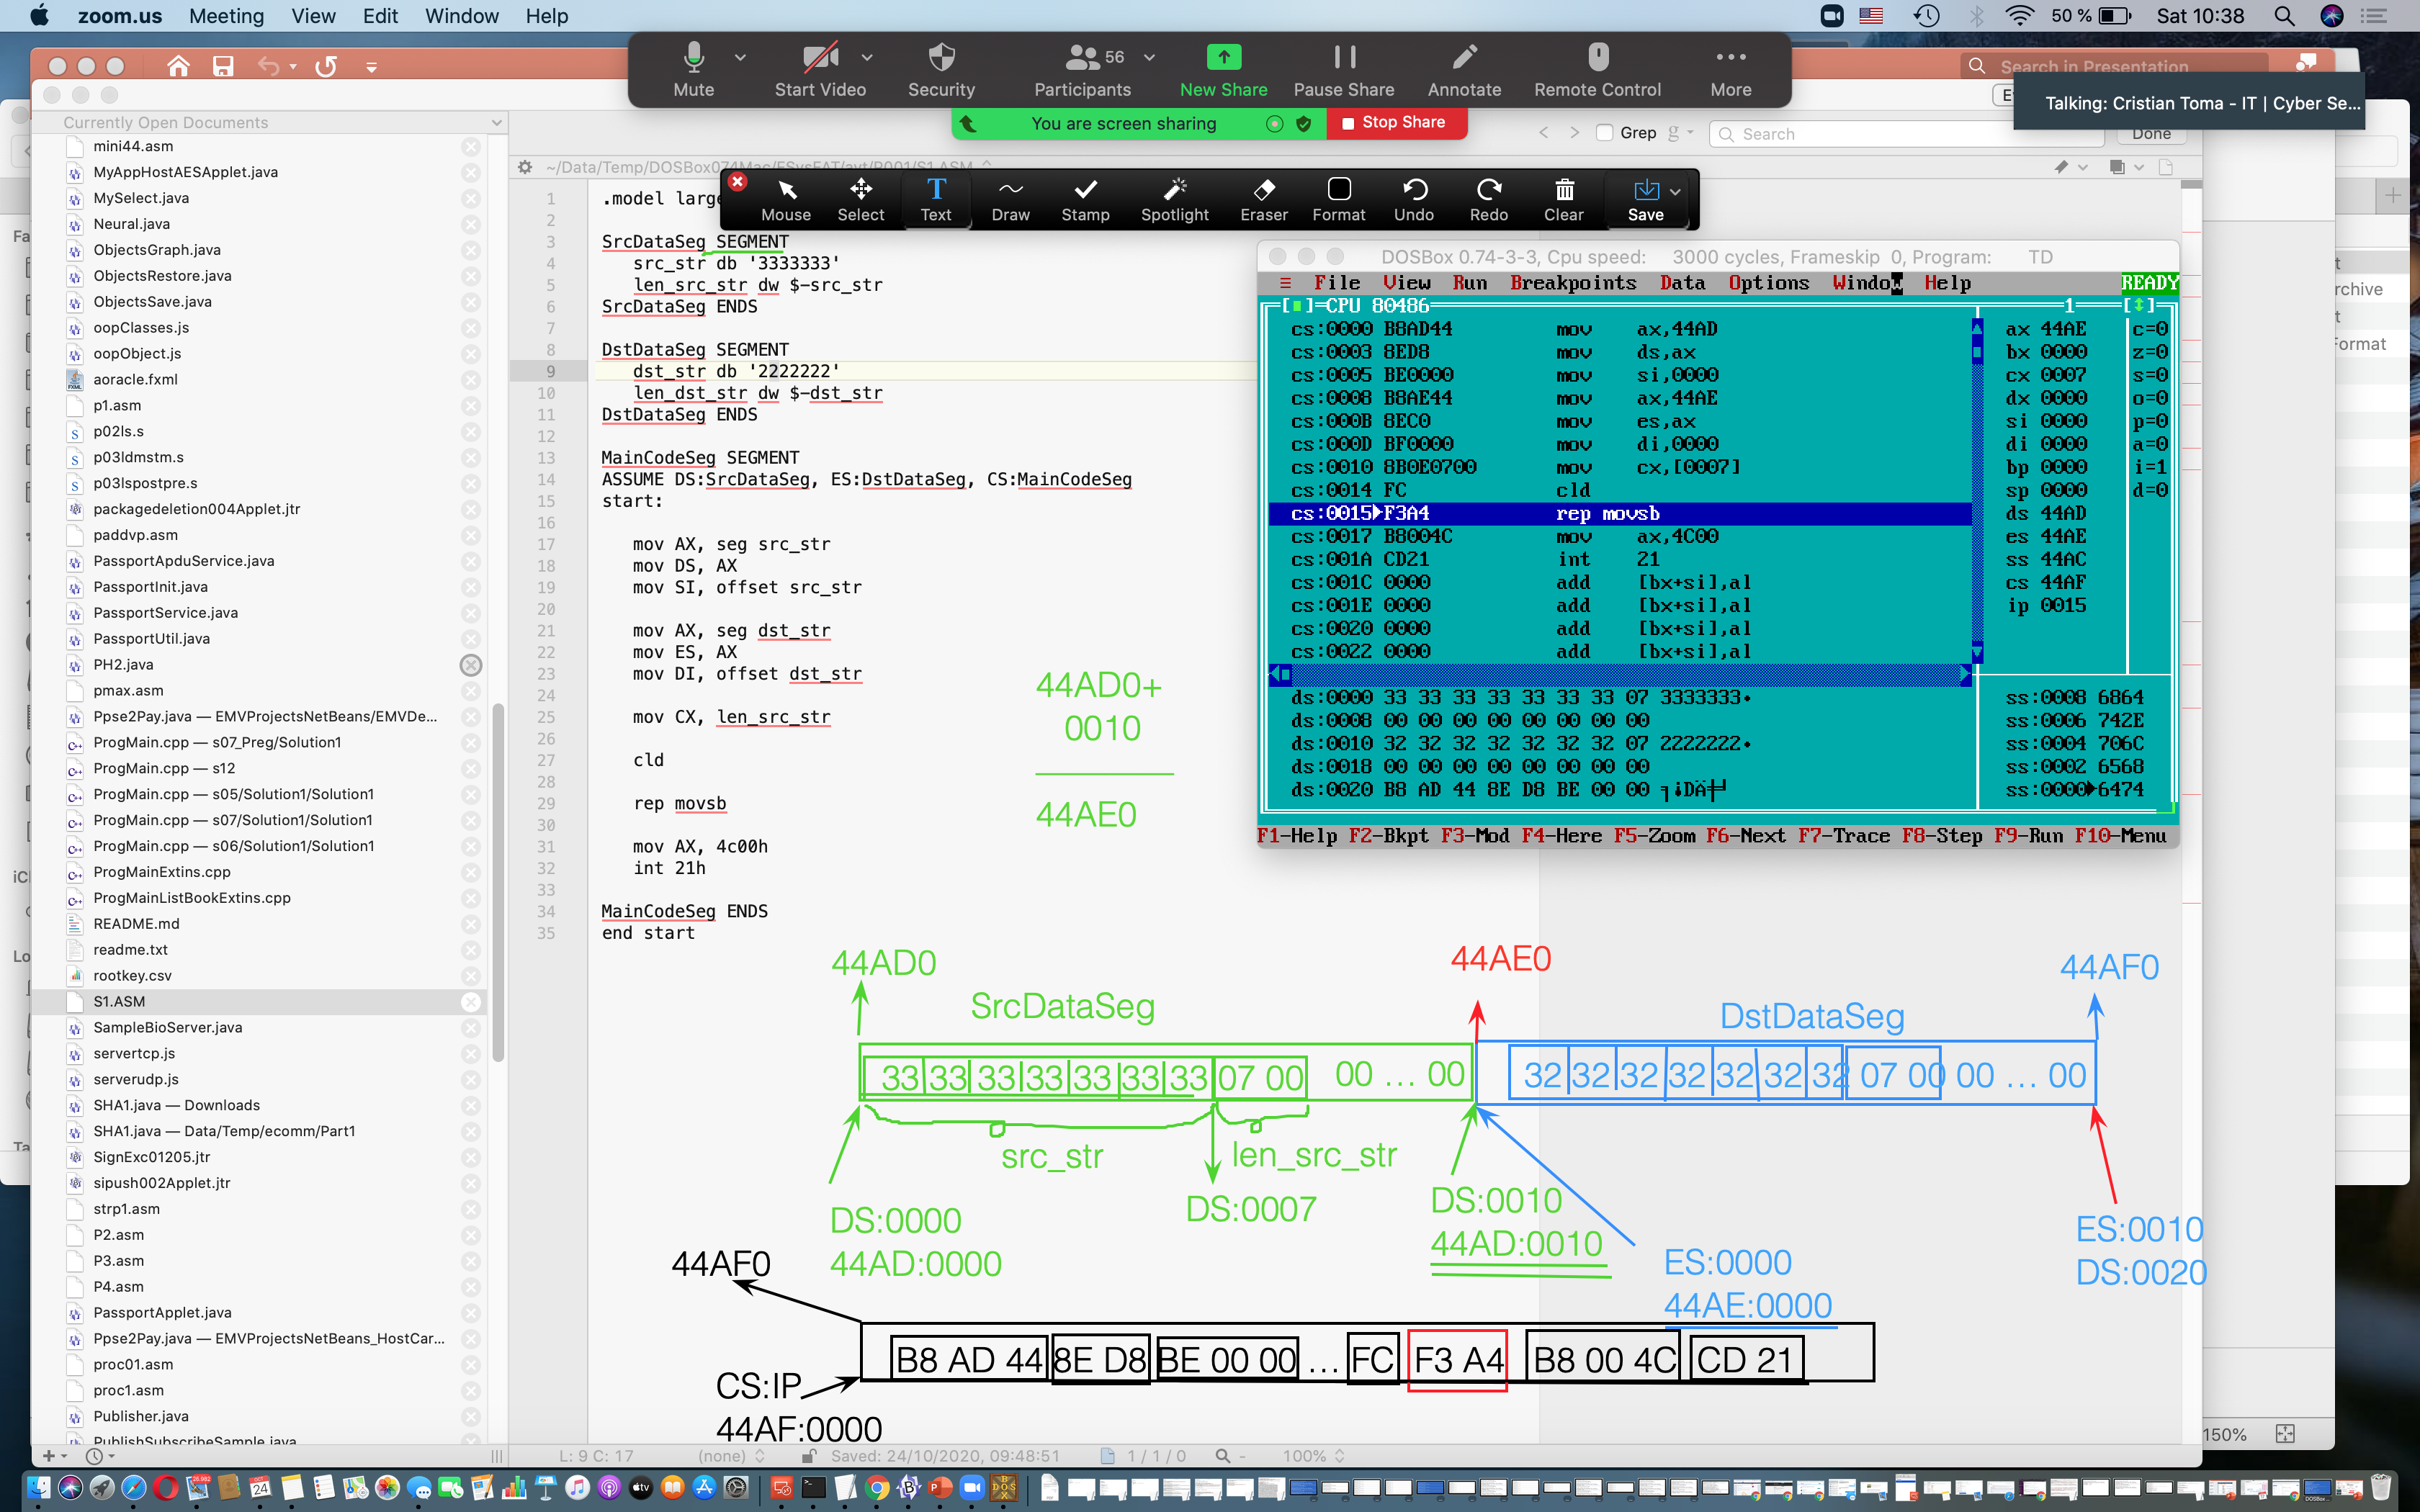 zoom.us Meeting View Edit Window Help
50 % Sat 10:38
Mute Start Video Security Participants 56 New Share Pause Share Annotate Remote Control More
Search in Presentation
Talking: Cristian Toma - IT | Cyber Se...
You are screen sharing Stop Share
Grep g Search Done
Mouse Select Text Draw Stamp Spotlight Eraser Format Undo Redo Clear Save
Currently Open Documents
mini44.asm
MyAppHostAESApplet.java
MySelect.java
Neural.java
ObjectsGraph.java
ObjectsRestore.java
ObjectsSave.java
oopClasses.js
oopObject.js
aoracle.fxml
p1.asm
p02ls.s
p03ldmstm.s
p03lspostpre.s
packagedeletion004Applet.jtr
paddvp.asm
PassportApduService.java
PassportInit.java
PassportService.java
PassportUtil.java
PH2.java
pmax.asm
Ppse2Pay.java — EMVProjectsNetBeans/EMVDe...
ProgMain.cpp — s07_Preg/Solution1
ProgMain.cpp — s12
ProgMain.cpp — s05/Solution1/Solution1
ProgMain.cpp — s07/Solution1/Solution1
ProgMain.cpp — s06/Solution1/Solution1
ProgMainExtins.cpp
ProgMainListBookExtins.cpp
README.md
readme.txt
rootkey.csv
S1.ASM
SampleBioServer.java
servertcp.js
serverudp.js
SHA1.java — Downloads
SHA1.java — Data/Temp/ecomm/Part1
SignExc01205.jtr
sipush002Applet.jtr
strp1.asm
P2.asm
P3.asm
P4.asm
PassportApplet.java
Ppse2Pay.java — EMVProjectsNetBeans_HostCar...
proc01.asm
proc1.asm
Publisher.java
PublishSubscribeSample.java
~/Data/Temp/DOSBox074Mac/FSysFAT/avt/P001/S1.ASM
1 .model large
2
3 SrcDataSeg SEGMENT
4 src_str db '3333333'
5 len_src_str dw $-src_str
6 SrcDataSeg ENDS
7
8 DstDataSeg SEGMENT
9 dst_str db '2222222'
10 len_dst_str dw $-dst_str
11 DstDataSeg ENDS
12
13 MainCodeSeg SEGMENT
14 ASSUME DS:SrcDataSeg, ES:DstDataSeg, CS:MainCodeSeg
15 start:
16
17 mov AX, seg src_str
18 mov DS, AX
19 mov SI, offset src_str
20
21 mov AX, seg dst_str
22 mov ES, AX
23 mov DI, offset dst_str
24
25 mov CX, len_src_str
26
27 cld
28
29 rep movsb
30
31 mov AX, 4c00h
32 int 21h
33
34 MainCodeSeg ENDS
35 end start
44AD0+
0010
44AE0
DOSBox 0.74-3-3, Cpu speed: 3000 cycles, Frameskip 0, Program: TD
≡ File View Run Breakpoints Data Options Window Help READY
CPU 80486 1
cs:0000 B8AD44 mov ax,44AD ax 44AE c=0
cs:0003 8ED8 mov ds,ax bx 0000 z=0
cs:0005 BE0000 mov si,0000 cx 0007 s=0
cs:0008 B8AE44 mov ax,44AE dx 0000 o=0
cs:000B 8EC0 mov es,ax si 0000 p=0
cs:000D BF0000 mov di,0000 di 0000 a=0
cs:0010 8B0E0700 mov cx,[0007] bp 0000 i=1
cs:0014 FC cld sp 0000 d=0
cs:0015 F3A4 rep movsb ds 44AD
cs:0017 B8004C mov ax,4C00 es 44AE
cs:001A CD21 int 21 ss 44AC
cs:001C 0000 add [bx+si],al cs 44AF
cs:001E 0000 add [bx+si],al ip 0015
cs:0020 0000 add [bx+si],al
cs:0022 0000 add [bx+si],al
ds:0000 33 33 33 33 33 33 33 07 3333333• ss:0008 6864
ds:0008 00 00 00 00 00 00 00 00 ss:0006 742E
ds:0010 32 32 32 32 32 32 32 07 2222222• ss:0004 706C
ds:0018 00 00 00 00 00 00 00 00 ss:0002 6568
ds:0020 B8 AD 44 8E D8 BE 00 00 ╕¡DÄ╪╛ ss:0000 6474
F1-Help F2-Bkpt F3-Mod F4-Here F5-Zoom F6-Next F7-Trace F8-Step F9-Run F10-Menu
44AD0 44AE0 44AF0
SrcDataSeg DstDataSeg
33 33 33 33 33 33 33 07 00 00 ... 00
32 32 32 32 32 32 32 07 00 00 ... 00
src_str len_src_str
DS:0000
44AD:0000
DS:0007
DS:0010
44AD:0010
ES:0000
44AE:0000
ES:0010
DS:0020
44AF0
B8 AD 44 8E D8 BE 00 00 ... FC F3 A4 B8 00 4C CD 21
CS:IP
44AF:0000
L: 9 C: 17 (none) Saved: 24/10/2020, 09:48:51 1 / 1 / 0 100%
150%